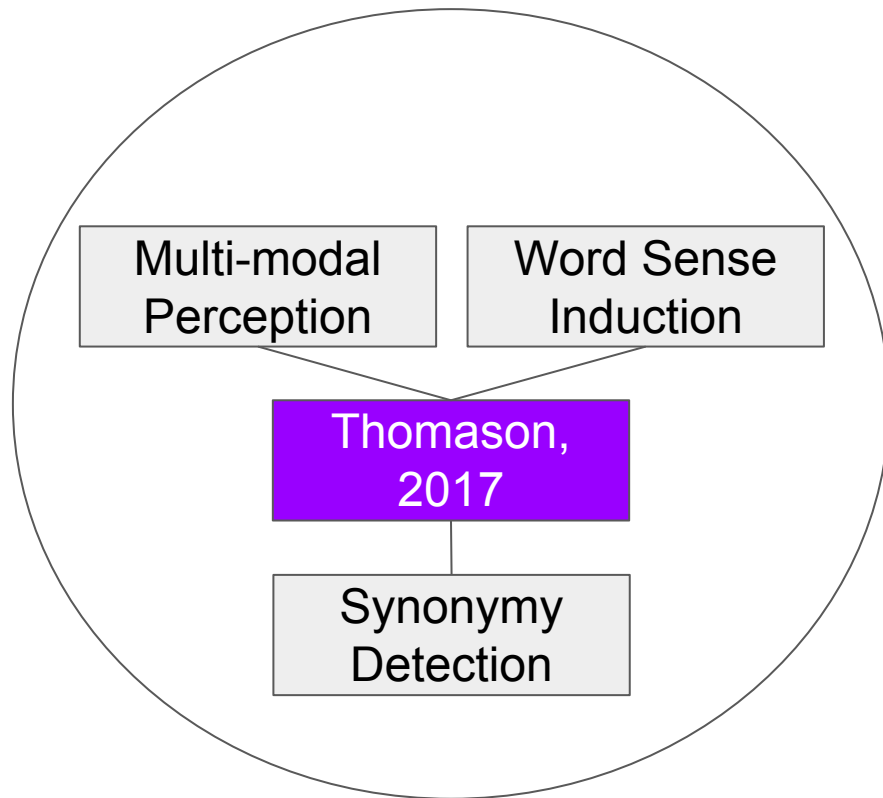 Multi-modal
Perception
Word Sense
Induction
Thomason,
2017
Synonymy
Detection